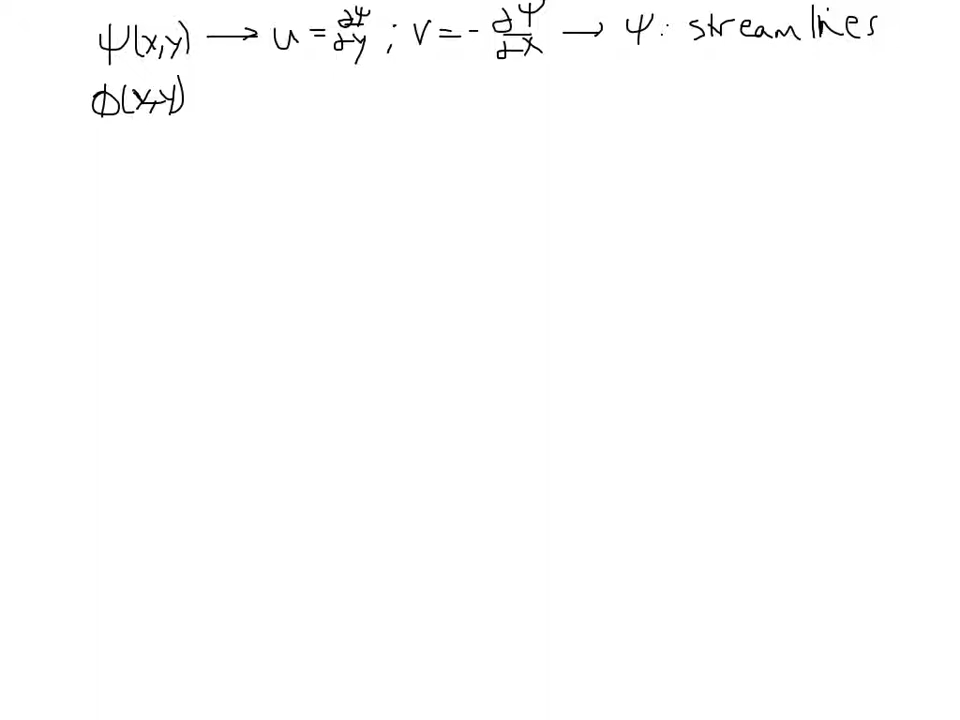 ψ(x,y) → u = ∂ψ/∂y ; v = - ∂ψ/∂x → ψ: streamlines
φ(x,y)